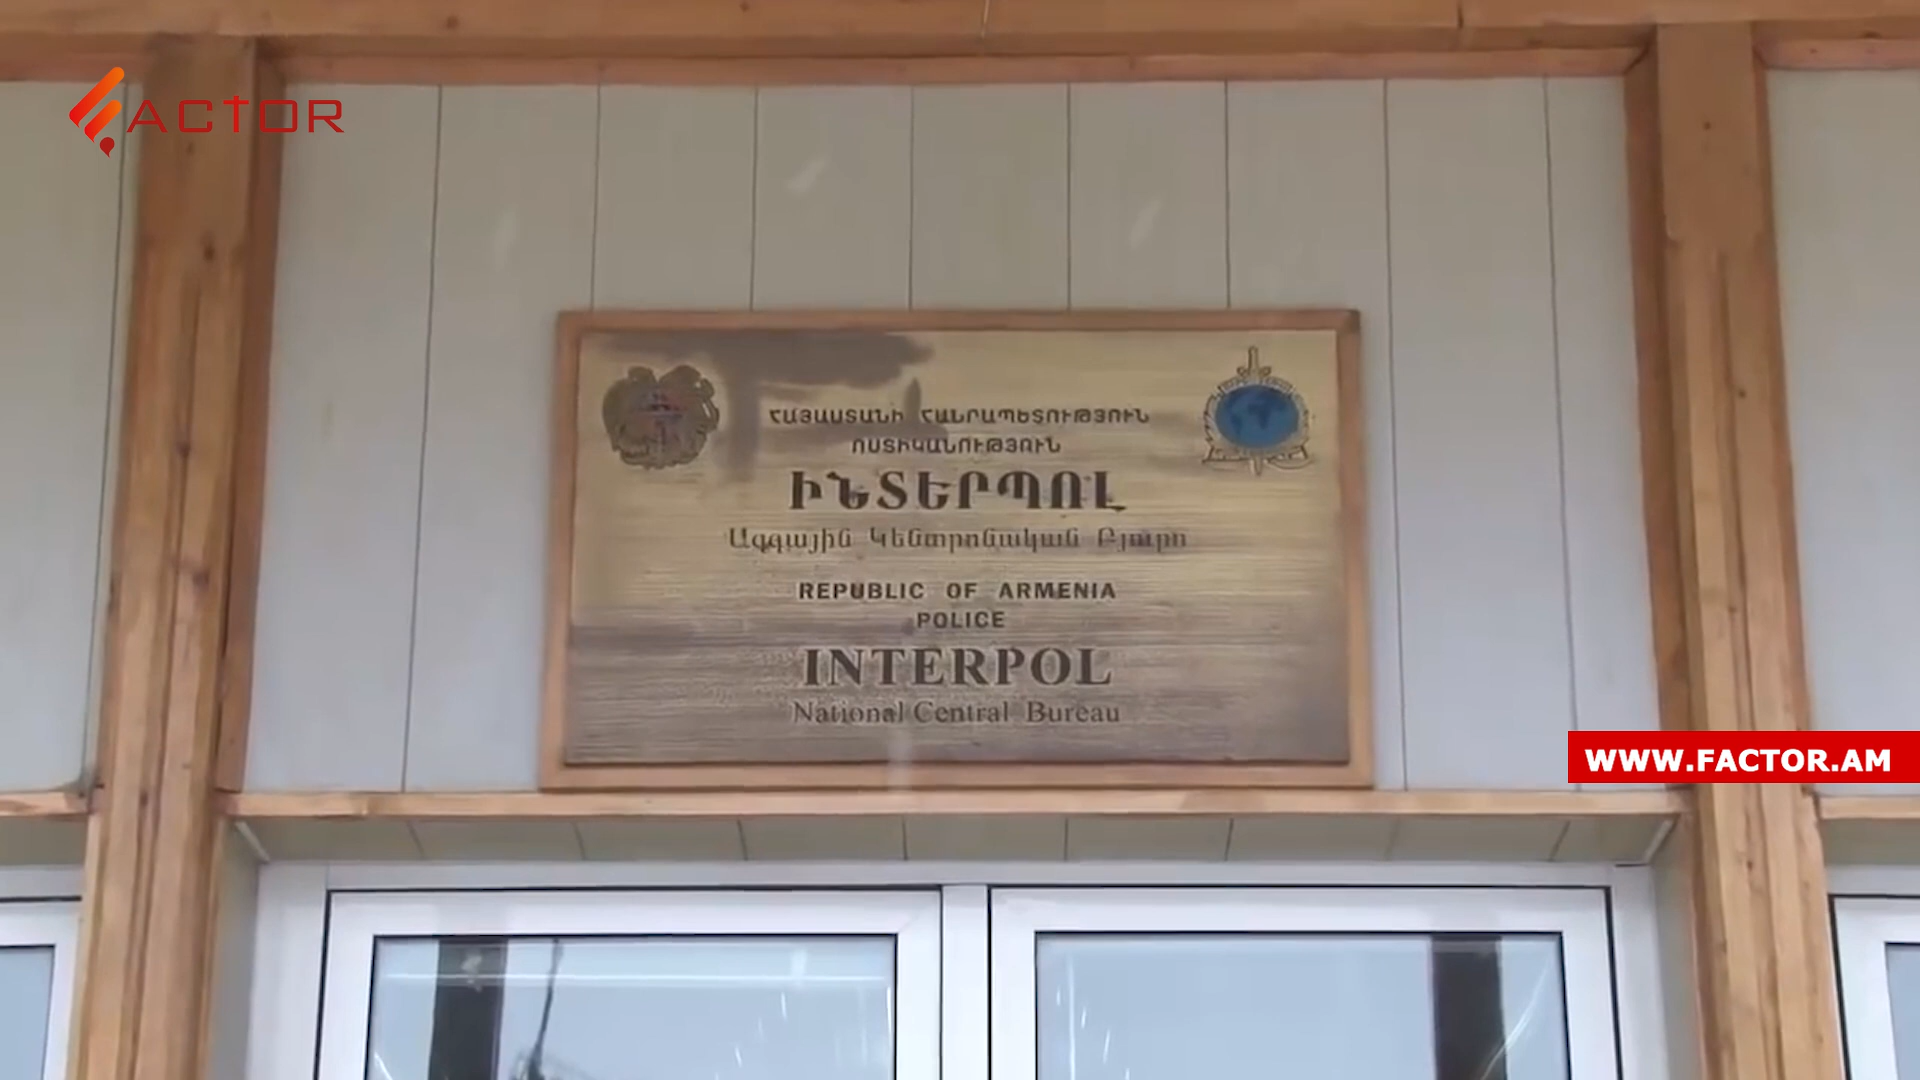 ACTOR
ՀԱՅԱՍՏԱՆԻ ՀԱՆՐԱՊԵՏՈՒԹՅՈՒՆ
ՈՍՏԻԿԱՆՈՒԹՅՈՒՆ
ԻՆՏԵՐՊՈԼ
Ազգային Կենտրոնական Բյուրո
REPUBLIC OF ARMENIA
POLICE
INTERPOL
National Central Bureau
WWW.FACTOR.AM